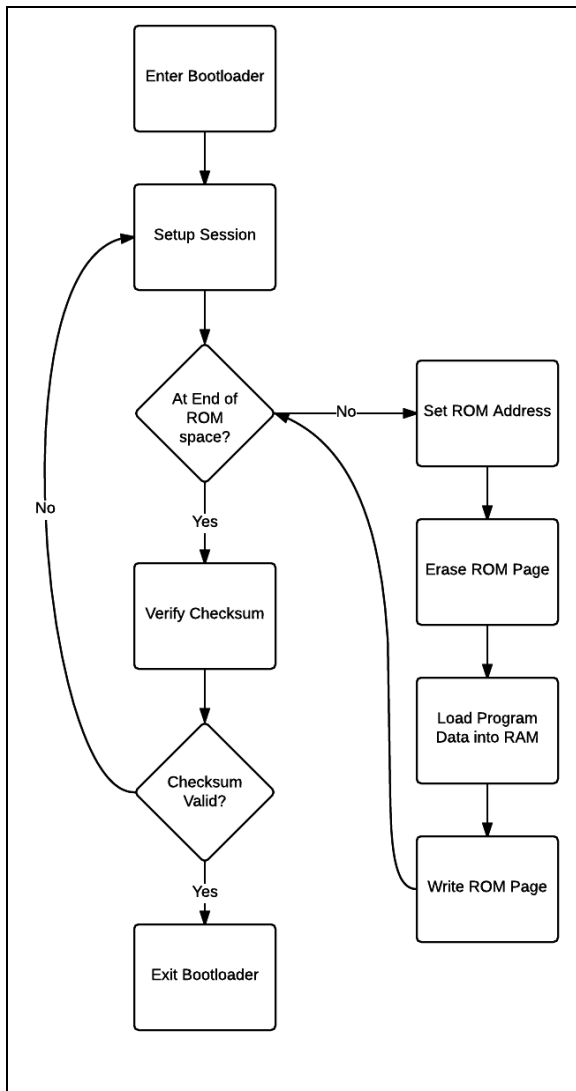 Enter Bootloader
Setup Session
At End of
ROM
space?
No
Set ROM Address
Yes
Erase ROM Page
No
Verify Checksum
Load Program
Data into RAM
Checksum
Valid?
Write ROM Page
Yes
Exit Bootloader